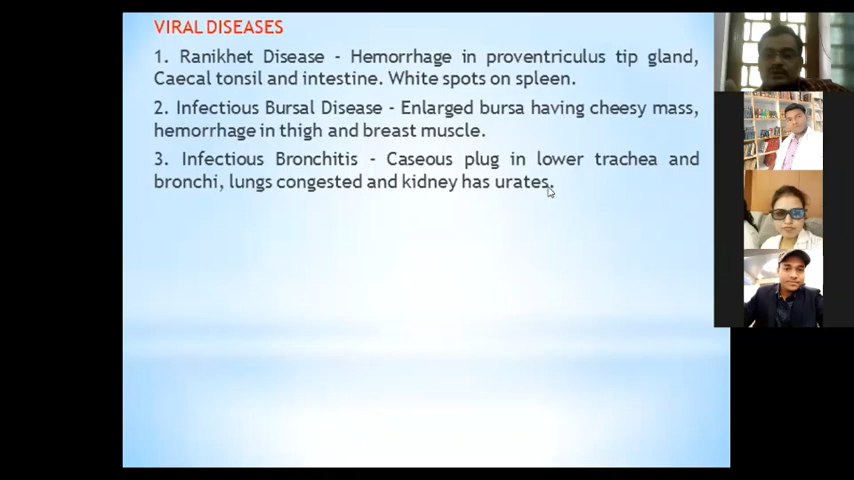 VIRAL DISEASES
1. Ranikhet Disease - Hemorrhage in proventriculus tip gland,
Caecal tonsil and intestine. White spots on spleen.
2. Infectious Bursal Disease - Enlarged bursa having cheesy mass,
hemorrhage in thigh and breast muscle.
3. Infectious Bronchitis - Caseous plug in lower trachea and
bronchi, lungs congested and kidney has urates.